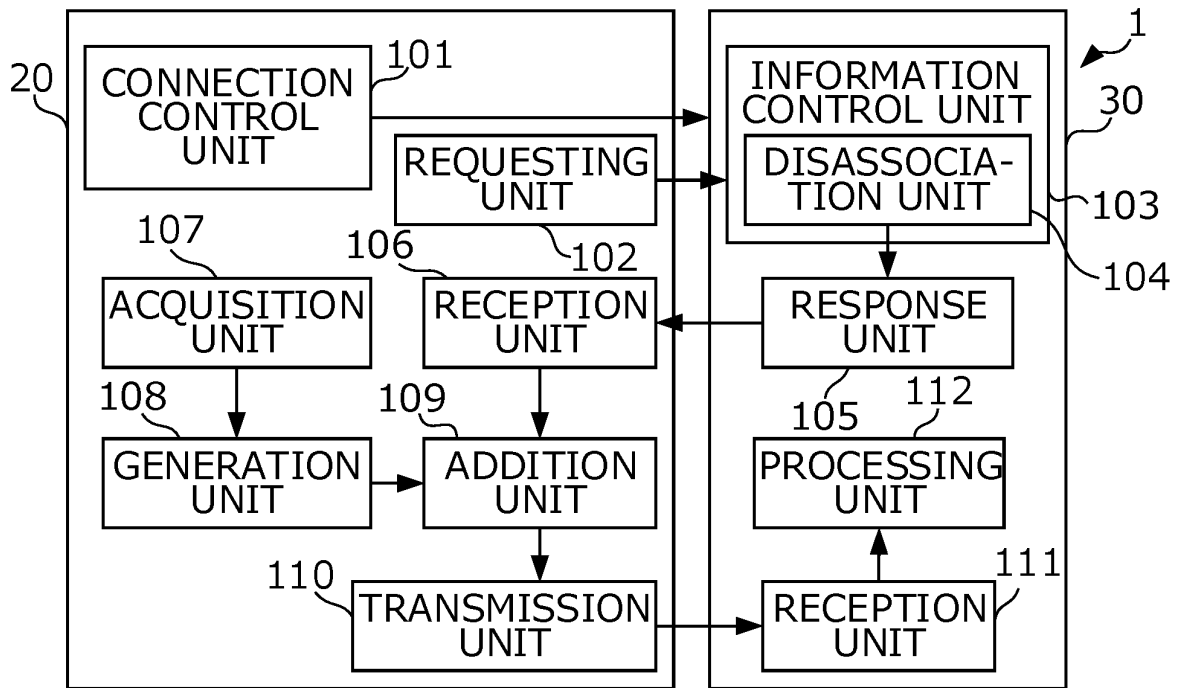 1
20
CONNECTION
CONTROL
UNIT
101
INFORMATION
CONTROL UNIT
30
REQUESTING
UNIT
102
DISASSOCIA-
TION UNIT
103
104
107
ACQUISITION
UNIT
106
RECEPTION
UNIT
RESPONSE
UNIT
105
108
GENERATION
UNIT
109
ADDITION
UNIT
112
PROCESSING
UNIT
110
TRANSMISSION
UNIT
RECEPTION
UNIT
111